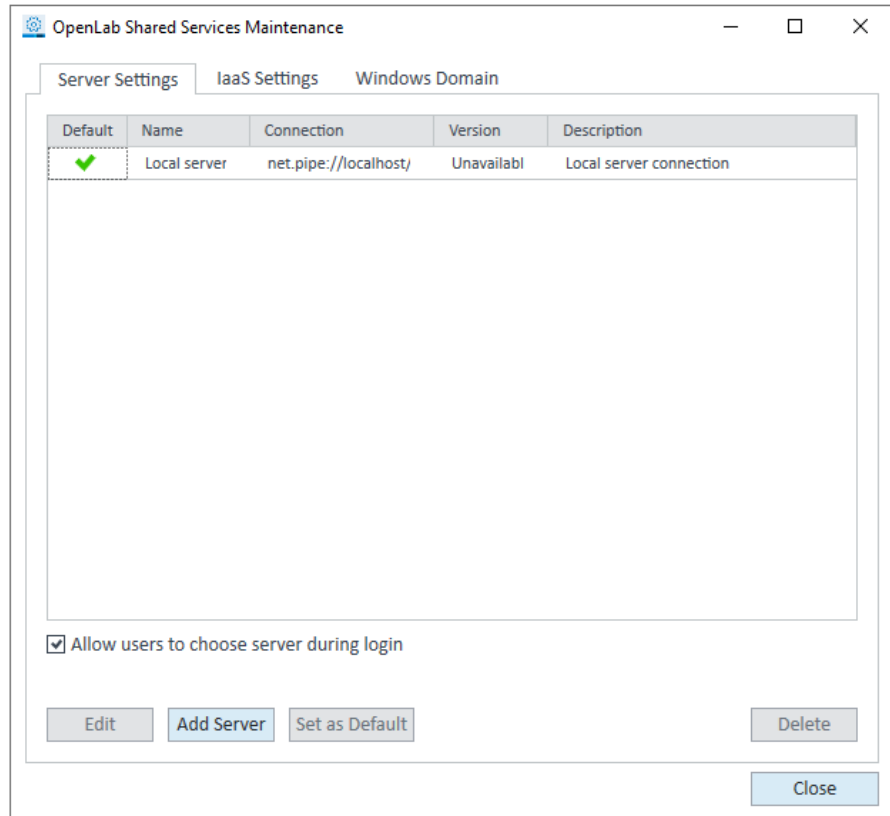 OpenLab Shared Services Maintenance
Server Settings IaaS Settings Windows Domain
Default Name Connection Version Description
Local server net.pipe://localhost/ Unavailabl Local server connection
Allow users to choose server during login
Edit Add Server Set as Default Delete
Close